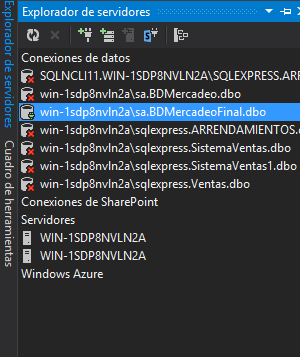 Explorador de servidores
Explorador de servidores
Cuadro de herramientas
Conexiones de datos
SQLNCLI11.WIN-1SDP8NVLN2A\SQLEXPRESS.ARR
win-1sdp8nvln2a\sa.BDMercadeo.dbo
win-1sdp8nvln2a\sa.BDMercadeoFinal.dbo
win-1sdp8nvln2a\sqlexpress.ARRENDAMIENTOS.
win-1sdp8nvln2a\sqlexpress.SistemaVentas.dbo
win-1sdp8nvln2a\sqlexpress.SistemaVentas1.dbo
win-1sdp8nvln2a\sqlexpress.Ventas.dbo
Conexiones de SharePoint
Servidores
WIN-1SDP8NVLN2A
WIN-1SDP8NVLN2A
Windows Azure